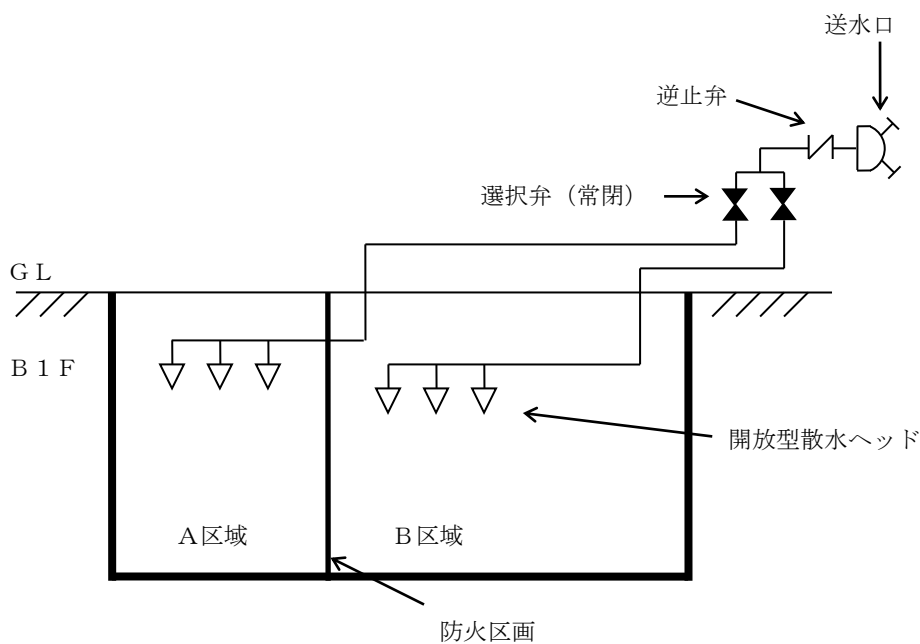 送水口
逆止弁
選択弁（常閉）
ＧＬ
Ｂ１Ｆ
開放型散水ヘッド
Ａ区域
Ｂ区域
防火区画